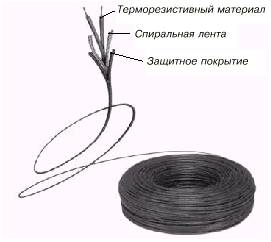 Терморезистивный материал
Спиральная лента
Защитное покрытие